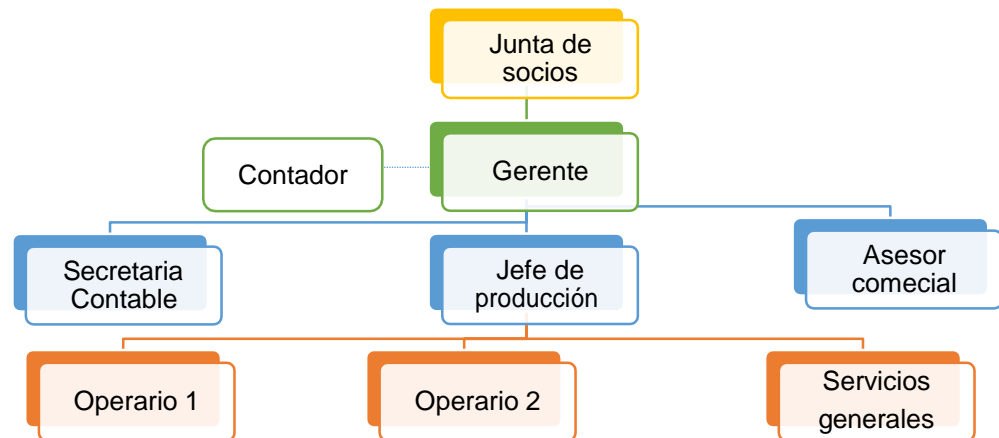 Junta de
socios
Contador
Gerente
Secretaria
Contable
Jefe de
producción
Asesor
comecial
Operario 1
Operario 2
Servicios
generales